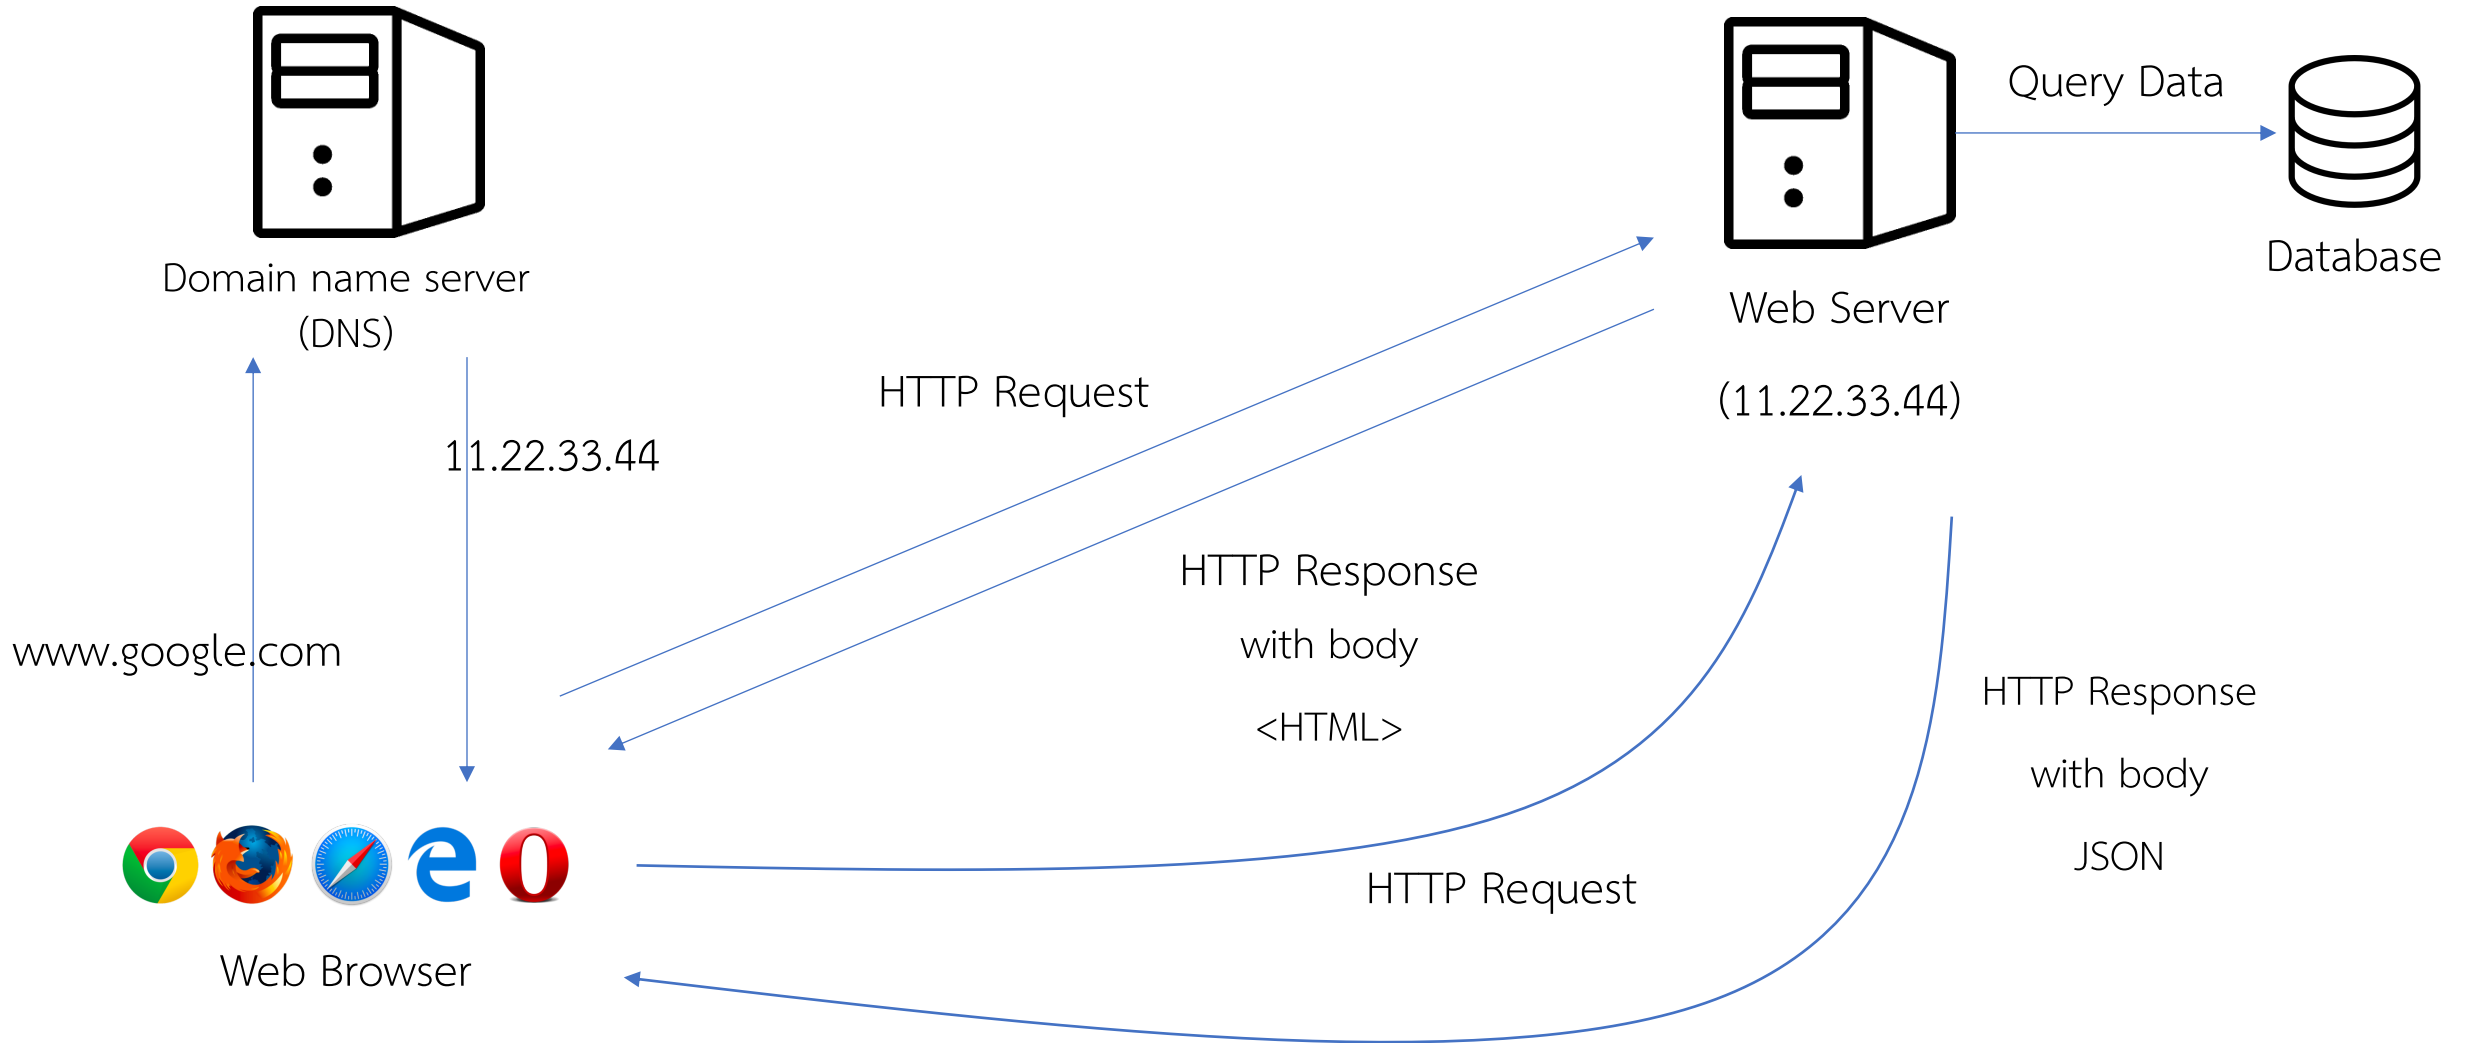 Query Data
Database
Domain name server
(DNS)
Web Server
(11.22.33.44)
HTTP Request
11.22.33.44
HTTP Response
with body
<HTML>
www.google.com
HTTP Response
with body
JSON
HTTP Request
Web Browser